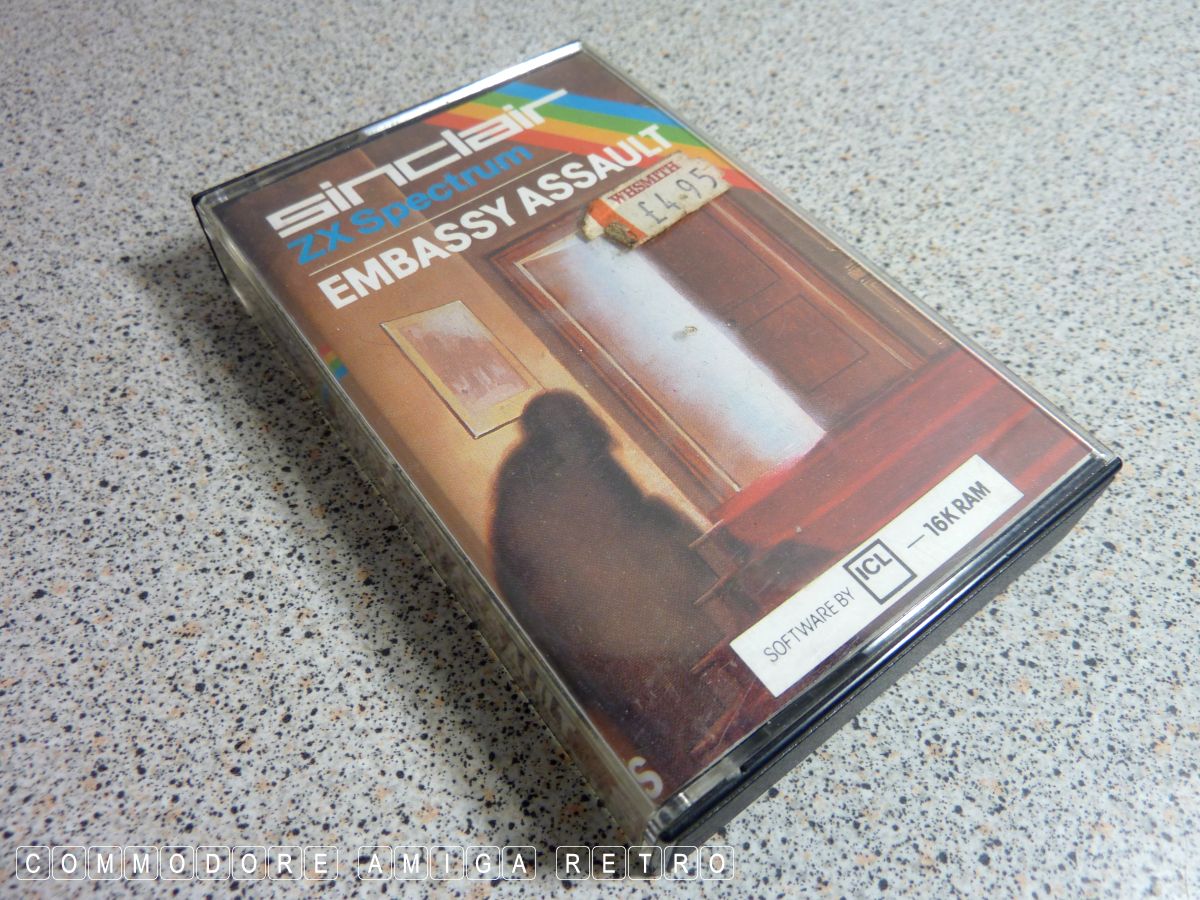 sinclair
ZX Spectrum
EMBASSY ASSAULT
WHSMITH
£4.95
SOFTWARE BY ICL — 16K RAM
COMMODORE AMIGA RETRO